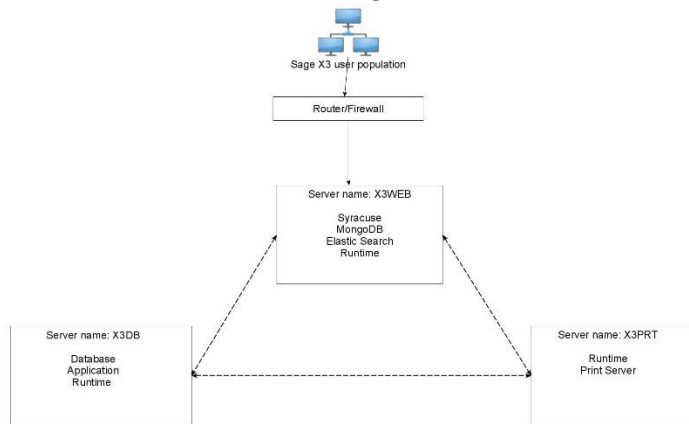 Sage X3 user population
Router/Firewall
Server name: X3WEB
Syracuse
MongoDB
Elastic Search
Runtime
Server name: X3DB
Database
Application
Runtime
Server name: X3PRT
Runtime
Print Server